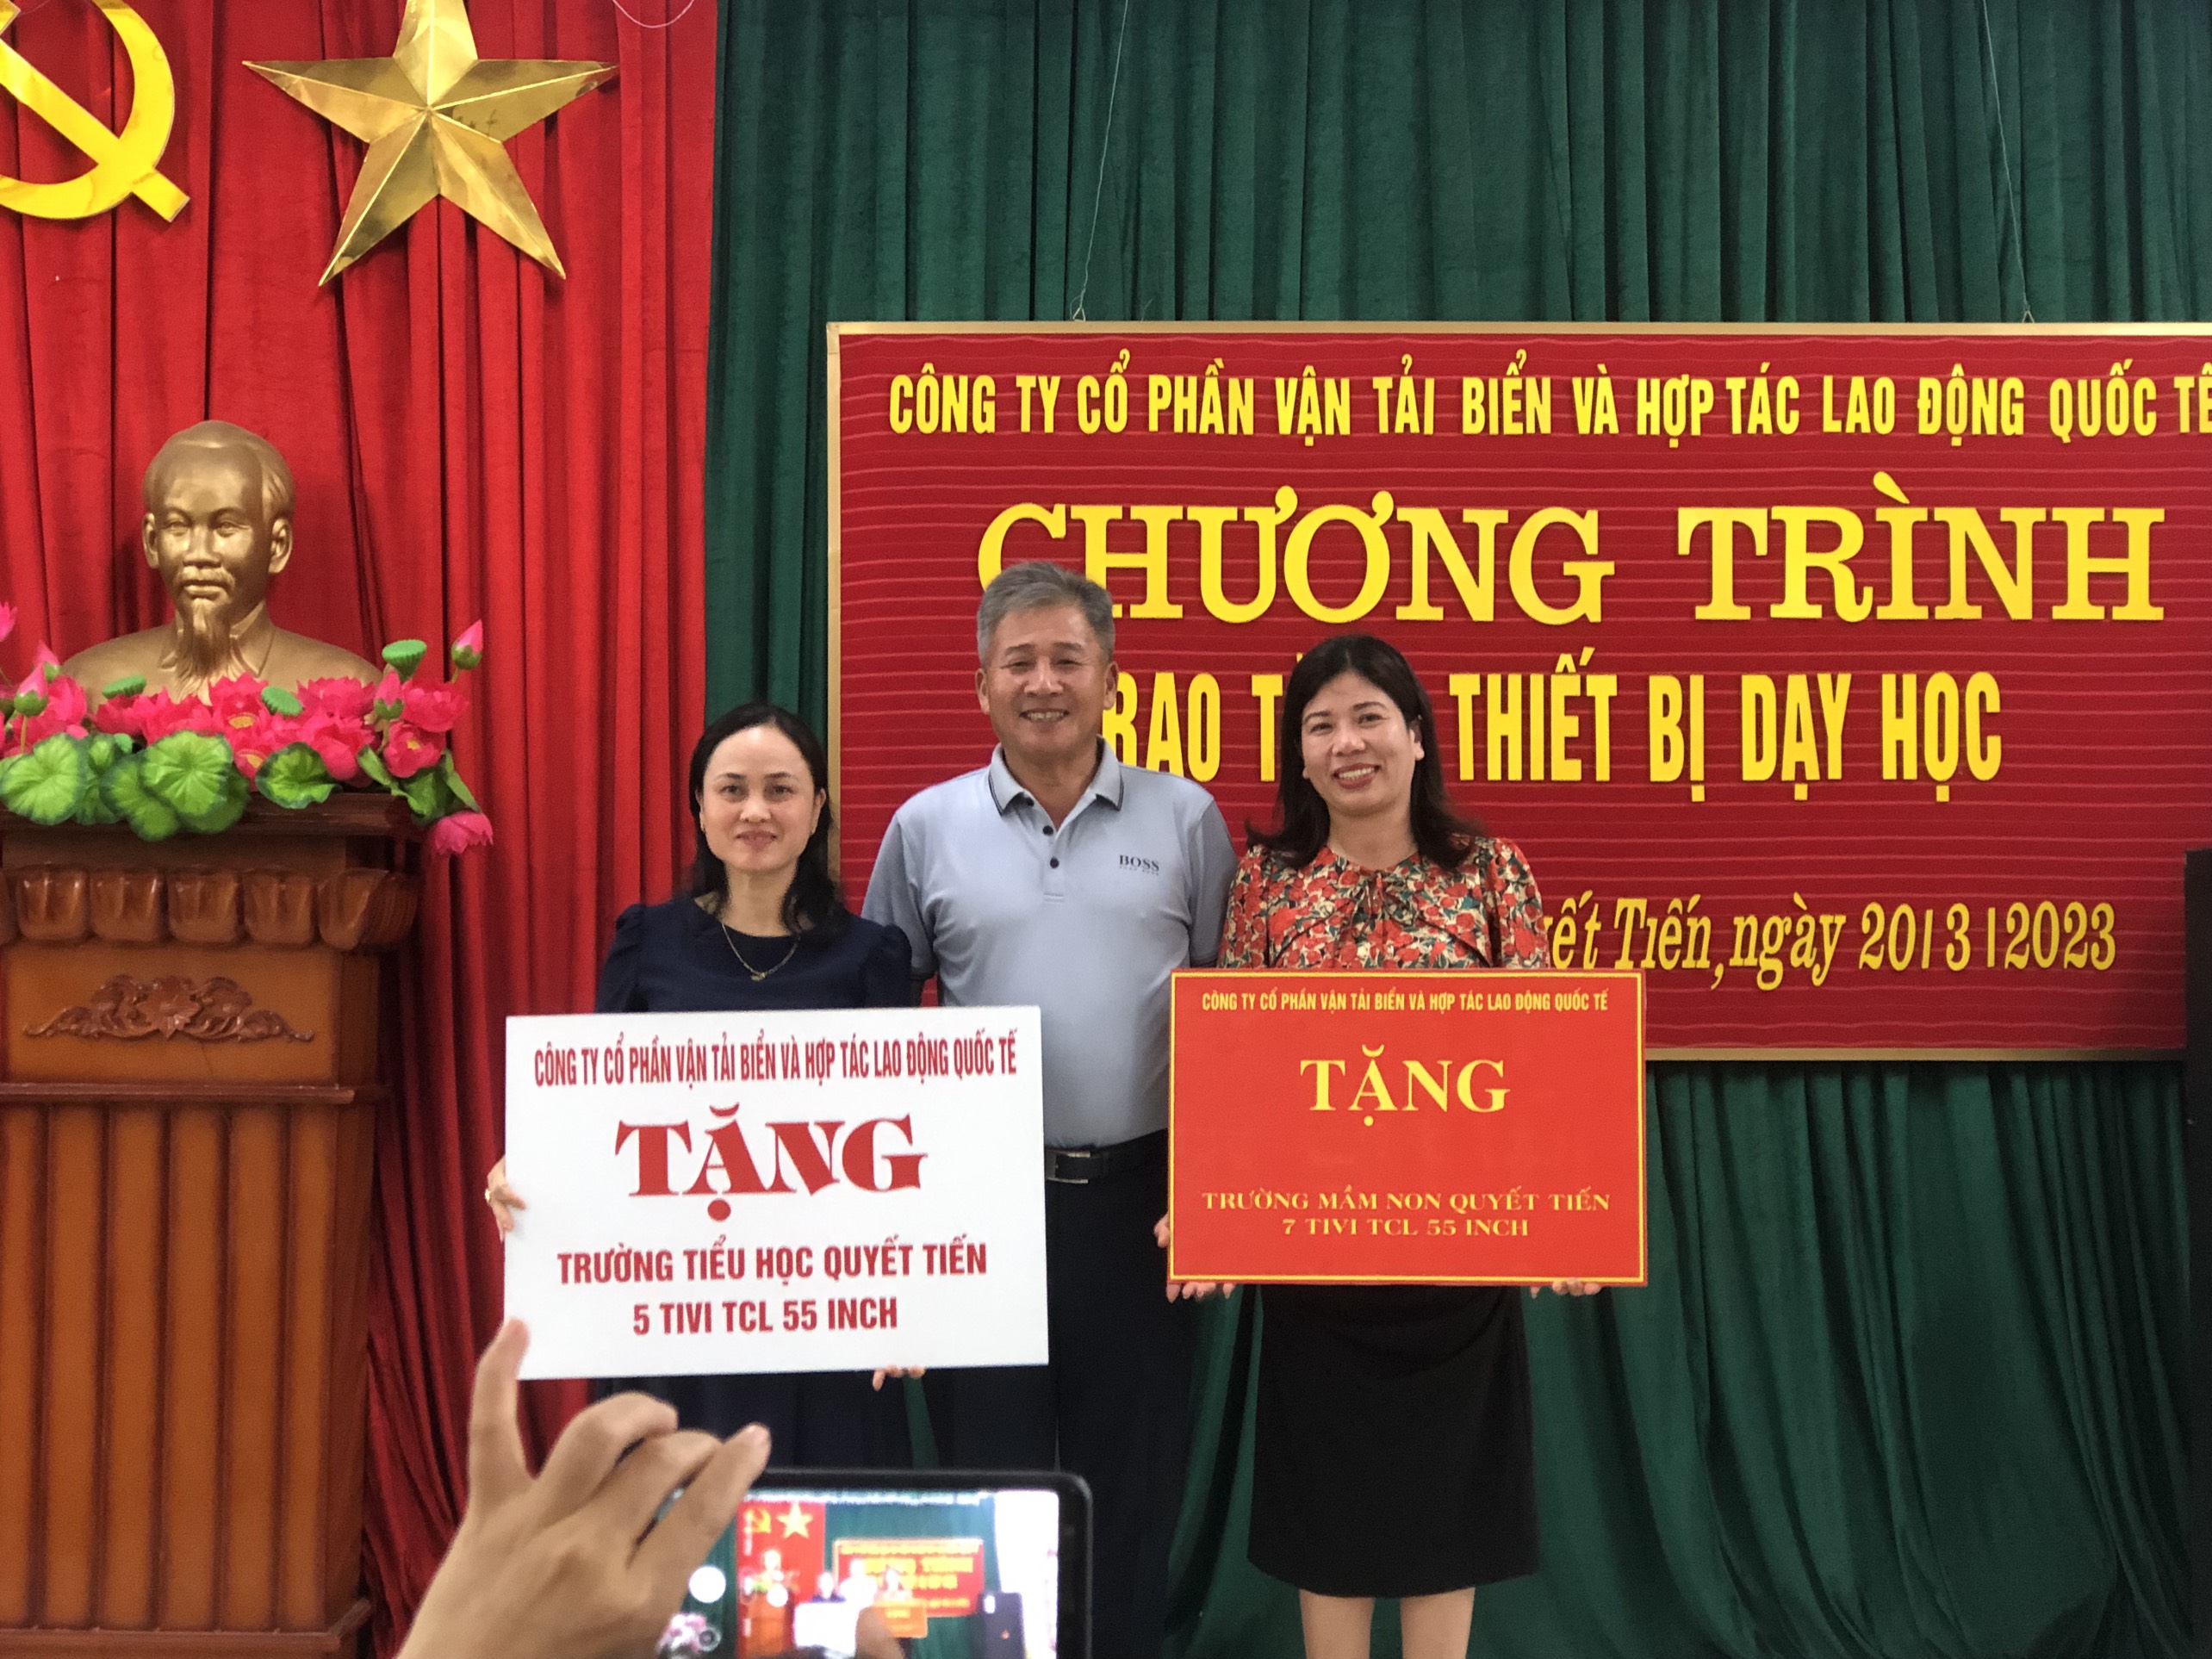 CÔNG TY CỔ PHẦN VẬN TẢI BIỂN VÀ HỢP TÁC LAO ĐỘNG QUỐC TẾ
CHƯƠNG TRÌNH
THIẾT BỊ DẠY HỌC
Tiến, ngày 20/3/2023
BOSS
CÔNG TY CỔ PHẦN VẬN TẢI BIỂN VÀ HỢP TÁC LAO ĐỘNG QUỐC TẾ
TẶNG
TRƯỜNG TIỂU HỌC QUYẾT TIẾN
5 TIVI TCL 55 INCH
CÔNG TY CỔ PHẦN VẬN TẢI BIỂN VÀ HỢP TÁC LAO ĐỘNG QUỐC TẾ
TẶNG
TRƯỜNG MẦM NON QUYẾT TIẾN
7 TIVI TCL 55 INCH